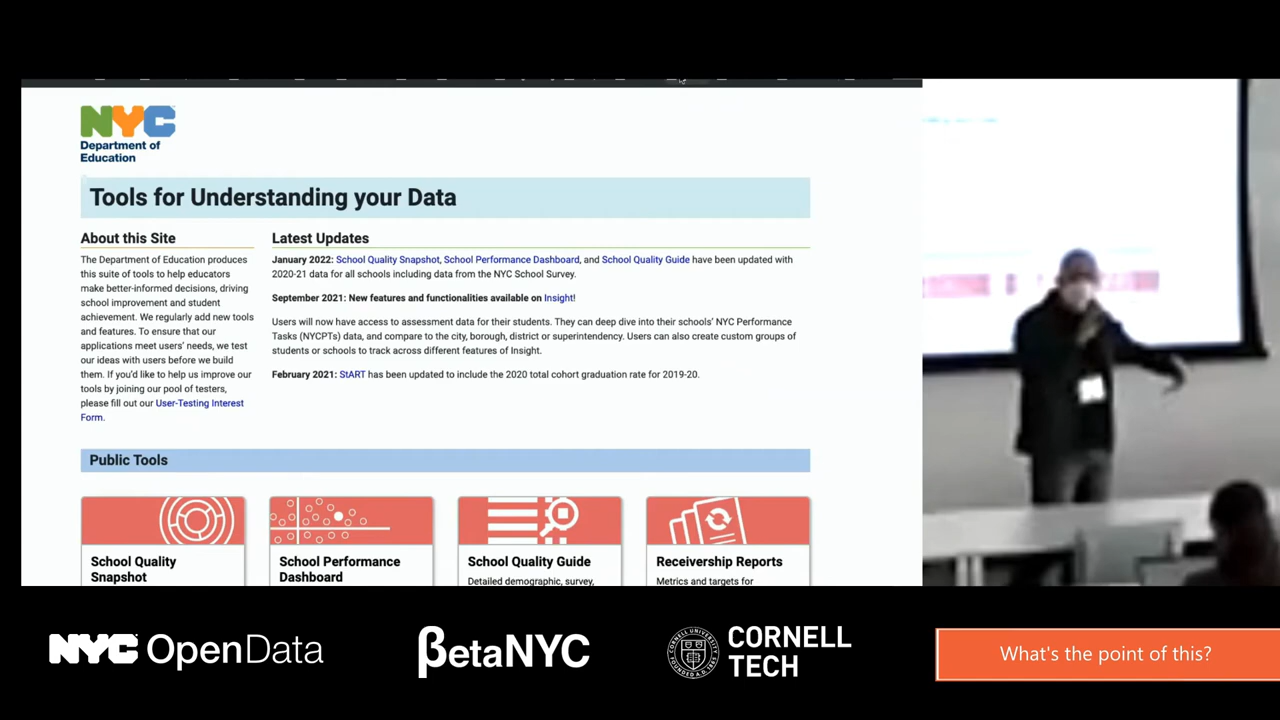 NYC
Department of
Education
Tools for Understanding your Data
About this Site
The Department of Education produces
this suite of tools to help educators
make better-informed decisions, driving
school improvement and student
achievement. We regularly add new tools
and features. To ensure that our
applications meet users' needs, we test
our ideas with users before we build
them. If you'd like to help us improve our
tools by joining our pool of testers,
please fill out our User-Testing Interest
Form.
Latest Updates
January 2022: School Quality Snapshot, School Performance Dashboard, and School Quality Guide have been updated with
2020-21 data for all schools including data from the NYC School Survey.
September 2021: New features and functionalities available on Insight!
Users will now have access to assessment data for their students. They can deep dive into their schools' NYC Performance
Tasks (NYCPTs) data, and compare to the city, borough, district or superintendency. Users can also create custom groups of
students or schools to track across different features of Insight.
February 2021: StART has been updated to include the 2020 total cohort graduation rate for 2019-20.
Public Tools
School Quality
Snapshot
School Performance
Dashboard
School Quality Guide
Detailed demographic, survey,
Receivership Reports
Metrics and targets for
NYC OpenData
βetaNYC
CORNELL
TECH
What's the point of this?